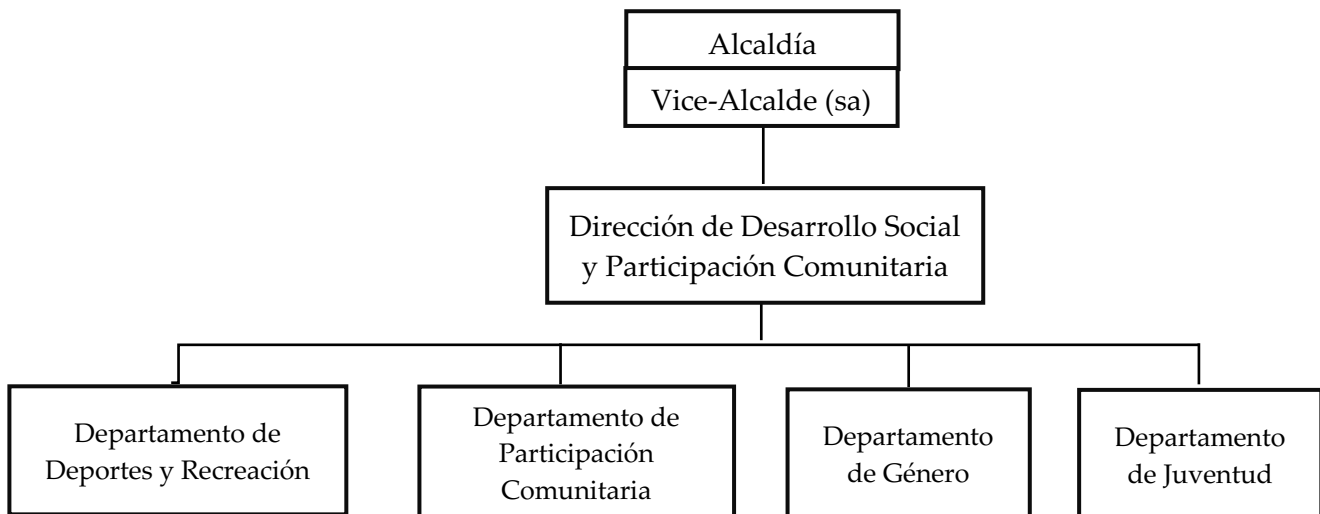 Alcaldía
Vice-Alcalde (sa)
Dirección de Desarrollo Social
y Participación Comunitaria
Departamento de
Deportes y Recreación
Departamento de
Participación
Comunitaria
Departamento
de Género
Departamento
de Juventud